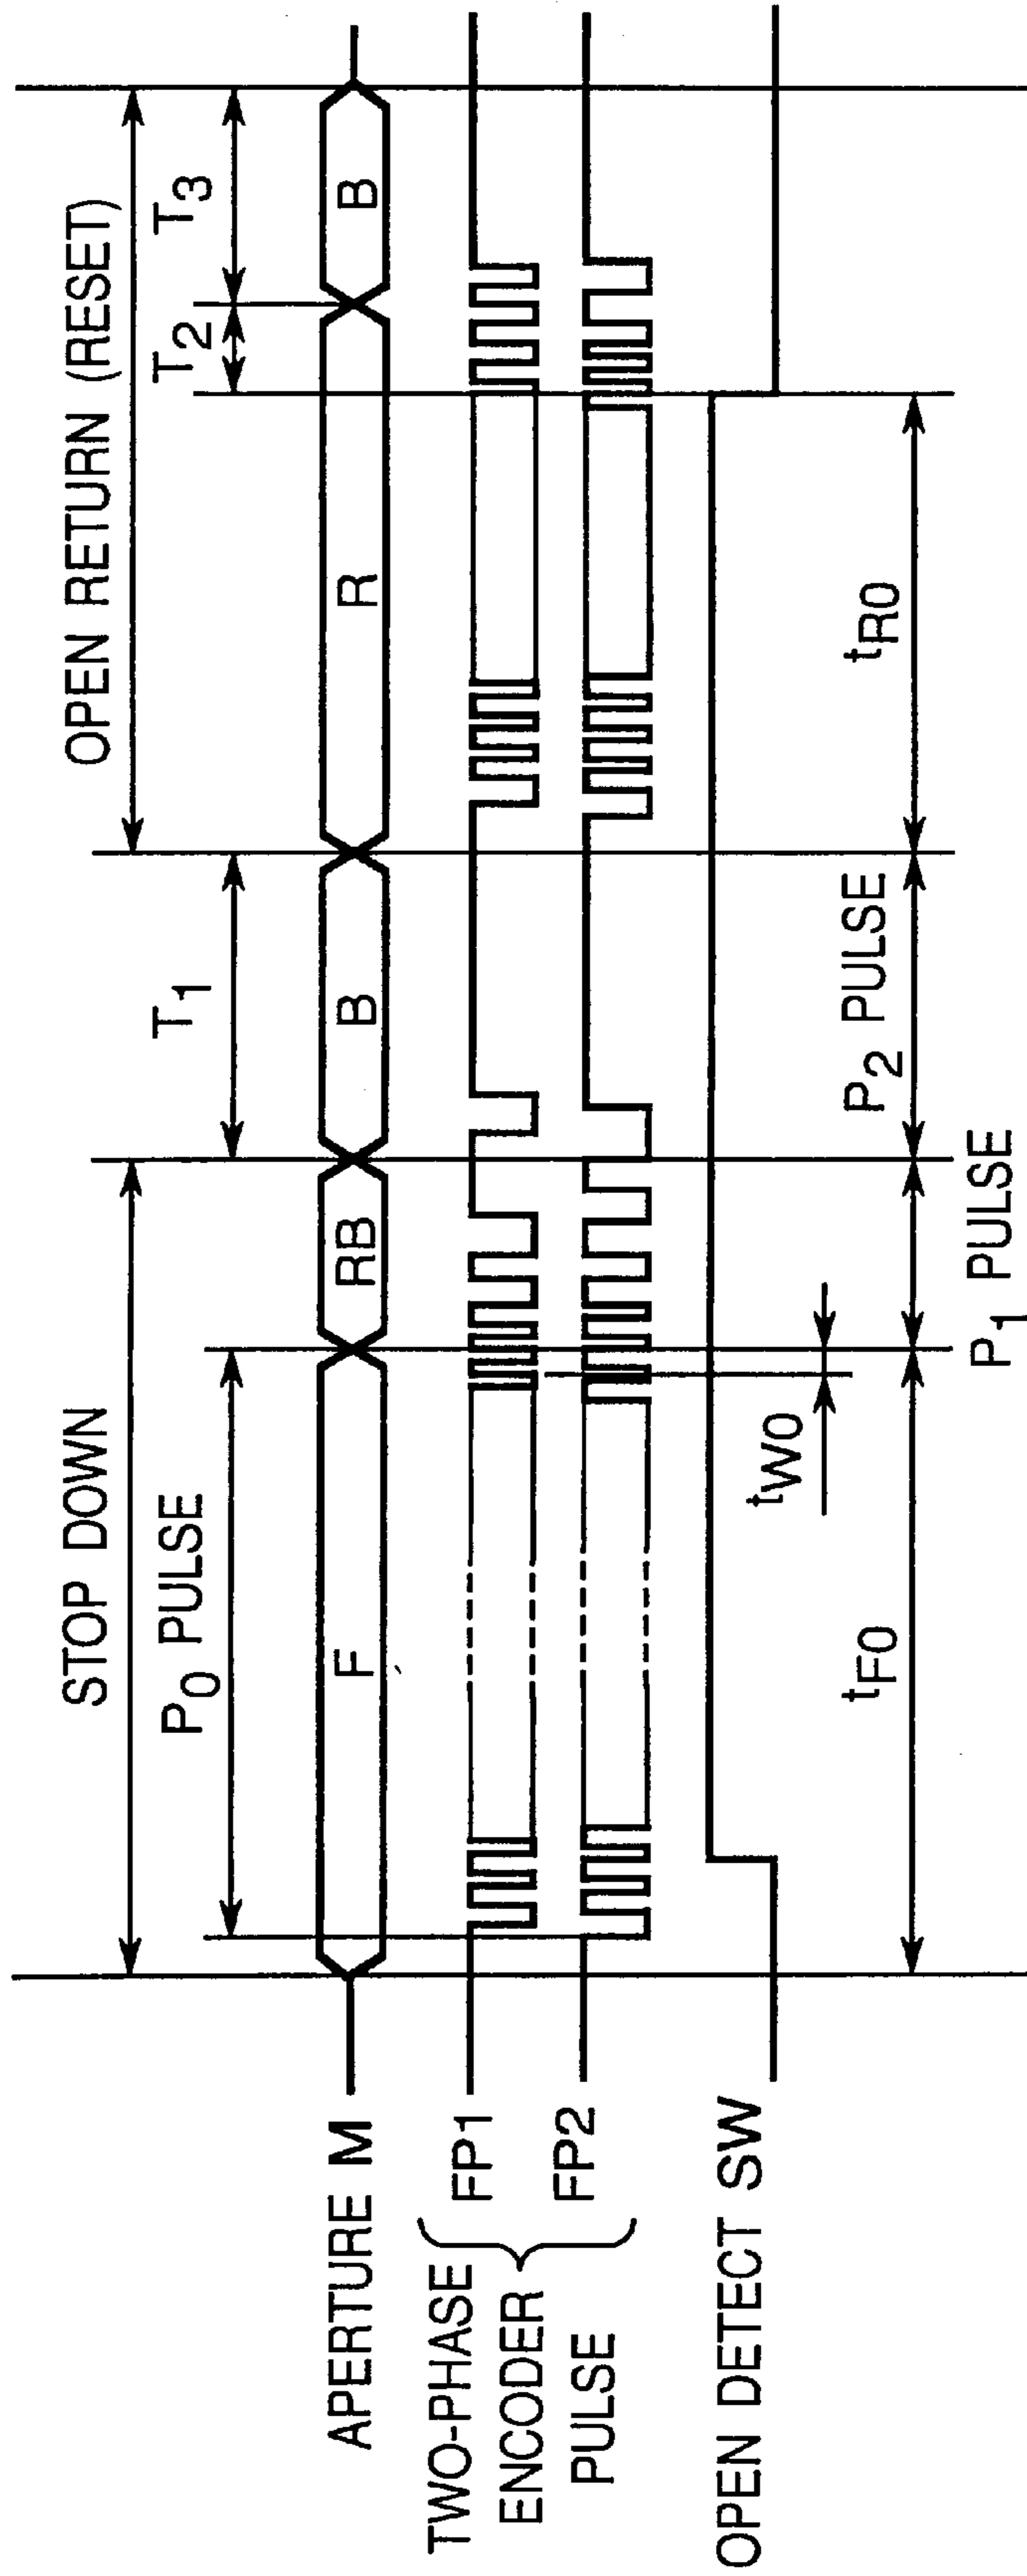 STOP DOWN
OPEN RETURN (RESET)
P0 PULSE
T1
T2
T3
APERTURE M
F
RB
B
R
B
TWO-PHASE
ENCODER
PULSE
FP1
FP2
OPEN DETECT SW
tW0
tF0
P1 PULSE
P2 PULSE
tR0